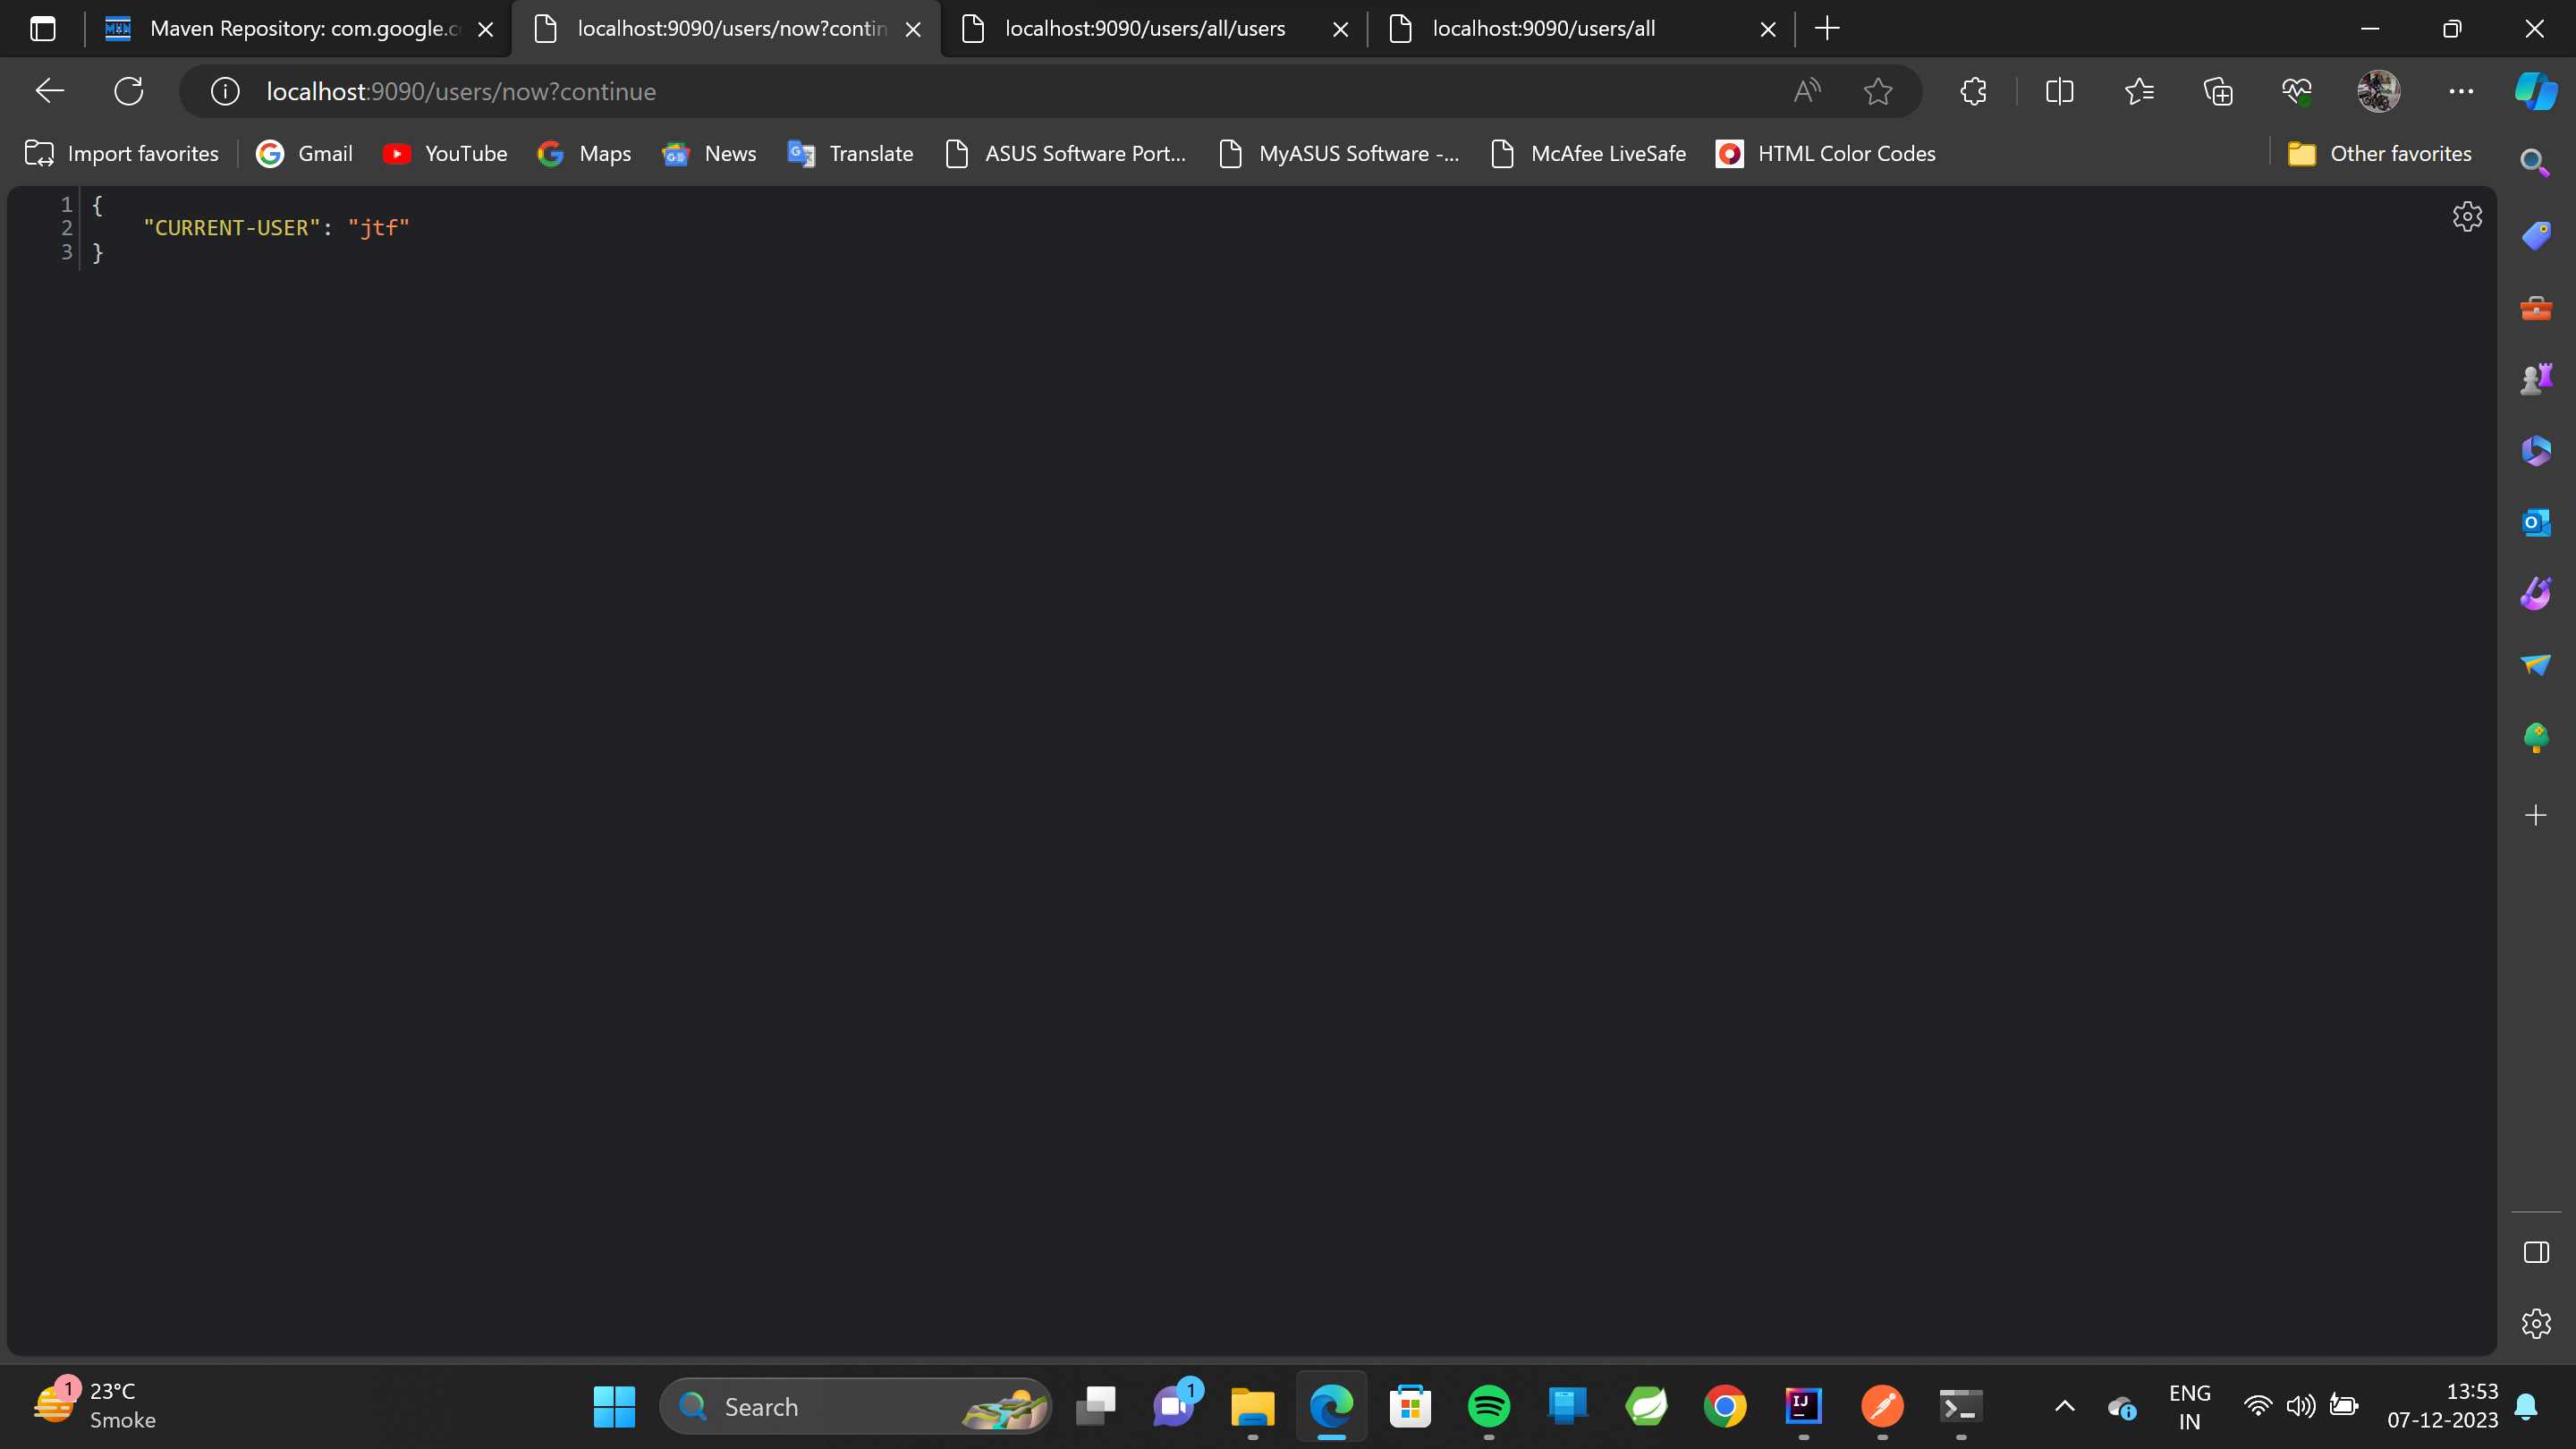 Maven Repository: com.google.co
localhost:9090/users/now?contin
localhost:9090/users/all/users
localhost:9090/users/all
localhost:9090/users/now?continue
Import favorites
Gmail
YouTube
Maps
News
Translate
ASUS Software Port...
MyASUS Software -...
McAfee LiveSafe
HTML Color Codes
Other favorites
1 {
2 "CURRENT-USER": "jtf"
3 }
1
23°C
Smoke
Search
1
ENG
IN
13:53
07-12-2023